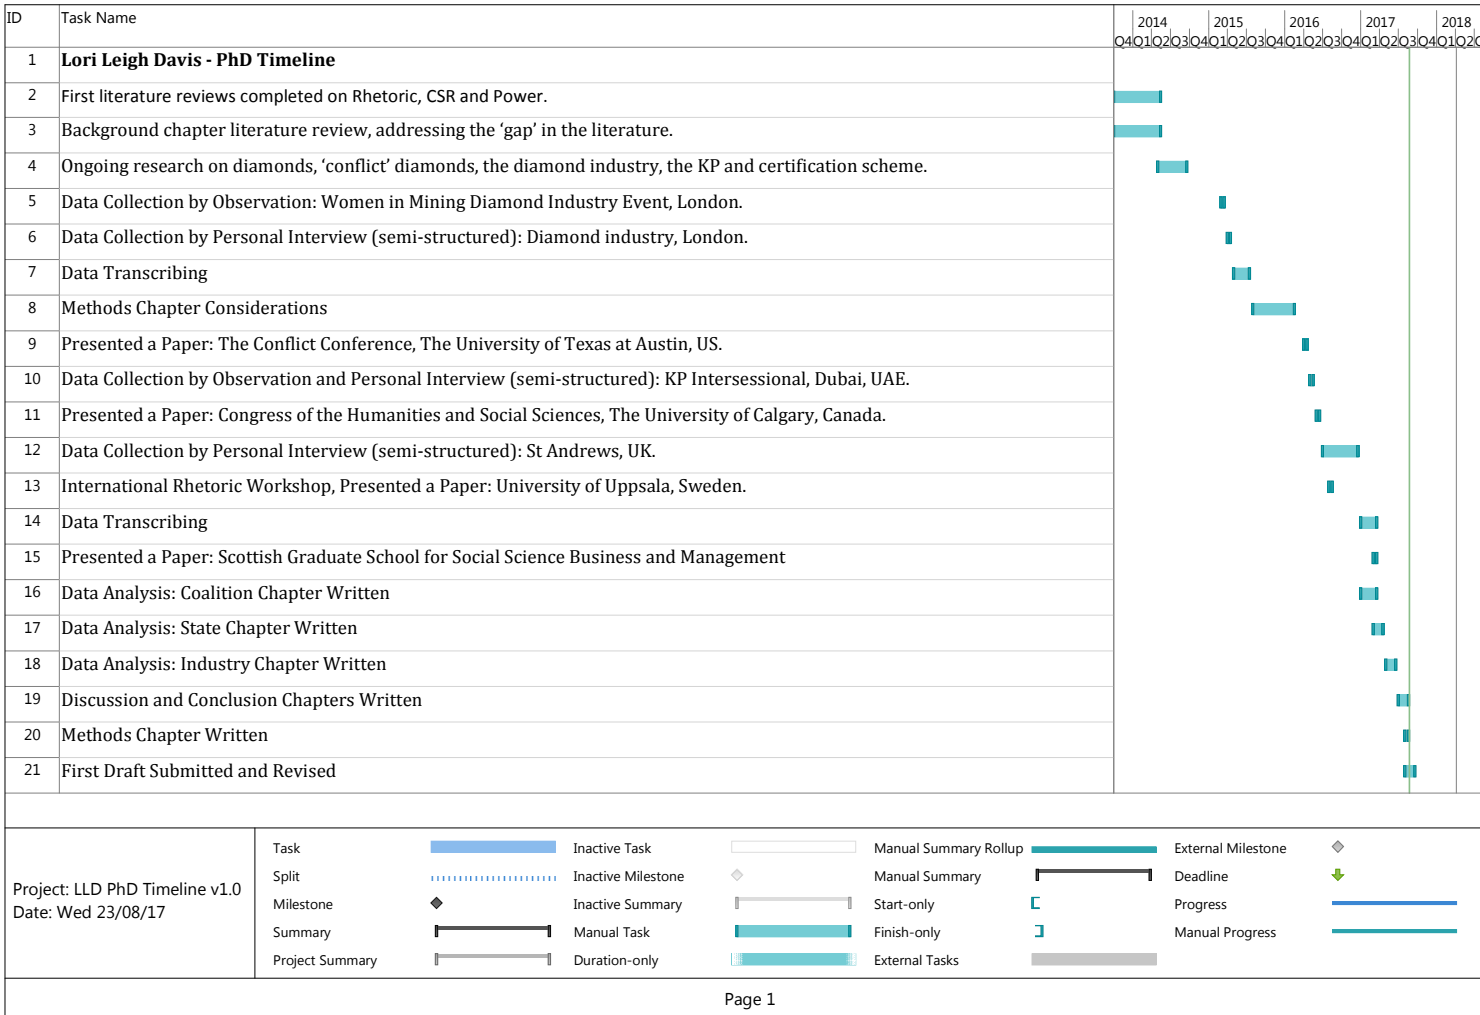 ID Task Name 2014 2015 2016 2017 2018
Q4 Q1 Q2 Q3 Q4 Q1 Q2 Q3 Q4 Q1 Q2 Q3 Q4 Q1 Q2 Q3 Q4 Q1 Q2
1 Lori Leigh Davis - PhD Timeline
2 First literature reviews completed on Rhetoric, CSR and Power.
3 Background chapter literature review, addressing the ‘gap’ in the literature.
4 Ongoing research on diamonds, ‘conflict’ diamonds, the diamond industry, the KP and certification scheme.
5 Data Collection by Observation: Women in Mining Diamond Industry Event, London.
6 Data Collection by Personal Interview (semi-structured): Diamond industry, London.
7 Data Transcribing
8 Methods Chapter Considerations
9 Presented a Paper: The Conflict Conference, The University of Texas at Austin, US.
10 Data Collection by Observation and Personal Interview (semi-structured): KP Intersessional, Dubai, UAE.
11 Presented a Paper: Congress of the Humanities and Social Sciences, The University of Calgary, Canada.
12 Data Collection by Personal Interview (semi-structured): St Andrews, UK.
13 International Rhetoric Workshop, Presented a Paper: University of Uppsala, Sweden.
14 Data Transcribing
15 Presented a Paper: Scottish Graduate School for Social Science Business and Management
16 Data Analysis: Coalition Chapter Written
17 Data Analysis: State Chapter Written
18 Data Analysis: Industry Chapter Written
19 Discussion and Conclusion Chapters Written
20 Methods Chapter Written
21 First Draft Submitted and Revised
Project: LLD PhD Timeline v1.0
Date: Wed 23/08/17
Task Inactive Task Manual Summary Rollup External Milestone
Split Inactive Milestone Manual Summary Deadline
Milestone Inactive Summary Start-only Progress
Summary Manual Task Finish-only Manual Progress
Project Summary Duration-only External Tasks
Page 1